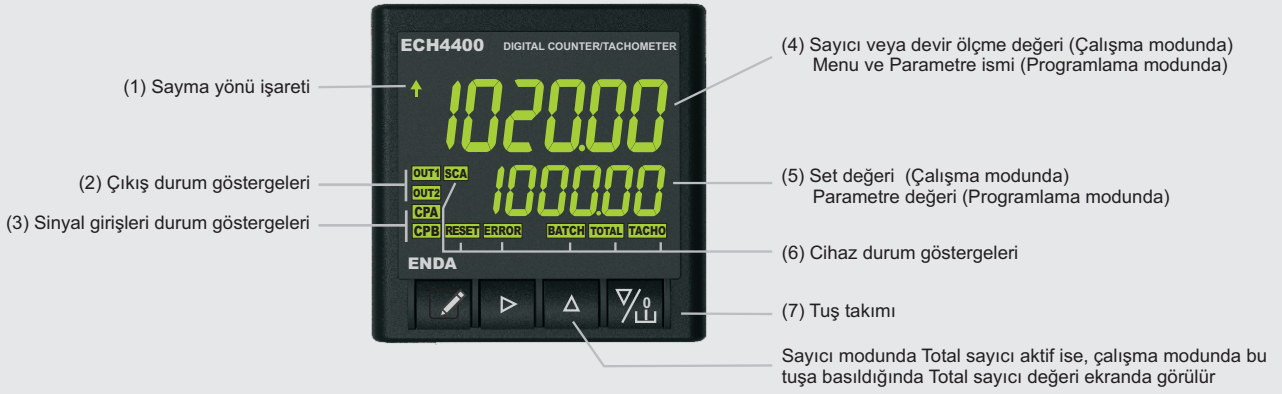 ECH4400 DIGITAL COUNTER/TACHOMETER
(1) Sayma yönü işareti
1020.00
(2) Çıkış durum göstergeleri
OUT1 SCA
OUT2
1000.00
(3) Sinyal girişleri durum göstergeleri
CPA
CPB RESET ERROR BATCH TOTAL TACHO
ENDA
(4) Sayıcı veya devir ölçme değeri (Çalışma modunda)
Menu ve Parametre ismi (Programlama modunda)
(5) Set değeri (Çalışma modunda)
Parametre değeri (Programlama modunda)
(6) Cihaz durum göstergeleri
(7) Tuş takımı
Sayıcı modunda Total sayıcı aktif ise, çalışma modunda bu
tuşa basıldığında Total sayıcı değeri ekranda görülür